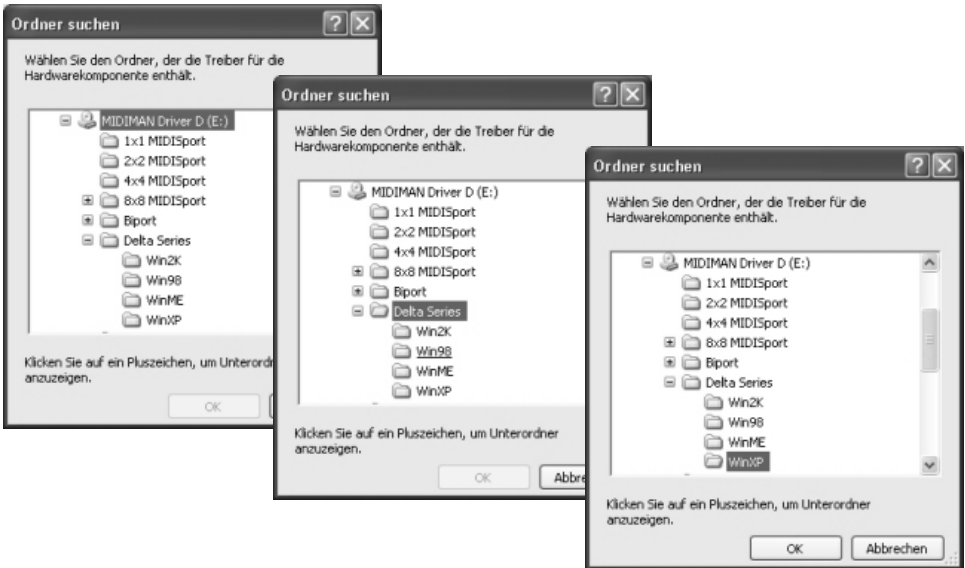 Ordner suchen
Wählen Sie den Ordner, der die Treiber für die
Hardwarekomponente enthält.
MIDIMAN Driver D (E:)
1x1 MIDISport
2x2 MIDISport
4x4 MIDISport
8x8 MIDISport
Biport
Delta Series
Win2K
Win98
WinME
WinXP
Klicken Sie auf ein Pluszeichen, um Unterordn
anzuzeigen.
OK
Ordner suchen
Wählen Sie den Ordner, der die Treiber für die
Hardwarekomponente enthält.
MIDIMAN Driver D (E:)
1x1 MIDISport
2x2 MIDISport
4x4 MIDISport
8x8 MIDISport
Biport
Delta Series
Win2K
Win98
WinME
WinXP
Klicken Sie auf ein Pluszeichen, um Unterordner
anzuzeigen.
OK
Abbre
Ordner suchen
Wählen Sie den Ordner, der die Treiber für die
Hardwarekomponente enthält.
MIDIMAN Driver D (E:)
1x1 MIDISport
2x2 MIDISport
4x4 MIDISport
8x8 MIDISport
Biport
Delta Series
Win2K
Win98
WinME
WinXP
Klicken Sie auf ein Pluszeichen, um Unterordner
anzuzeigen.
OK
Abbrechen